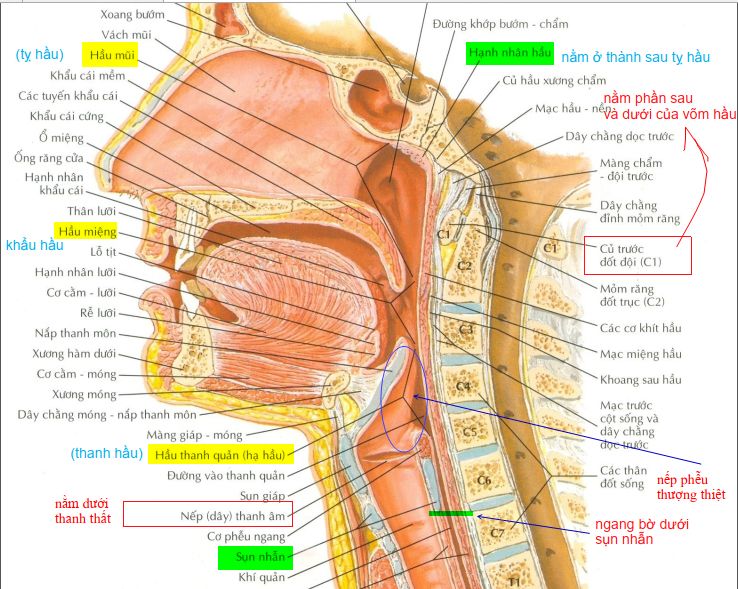 Xoang bướm
Vách mũi
(tỵ hầu)
Hầu mũi
Khẩu cái mềm
Các tuyến khẩu cái
Khẩu cái cứng
Ổ miệng
Ống răng cửa
Hạnh nhân
khẩu cái
Thân lưỡi
Hầu miệng
khẩu hầu
Lỗ tịt
Hạnh nhân lưỡi
Cơ cằm - lưỡi
Rễ lưỡi
Nắp thanh môn
Xương hàm dưới
Cơ cằm - móng
Xương móng
Dây chằng móng - nắp thanh môn
Màng giáp - móng
(thanh hầu)
Hầu thanh quản (hạ hầu)
Đường vào thanh quản
Sụn giáp
nằm dưới
thanh thất
Nếp (dây) thanh âm
Cơ phễu ngang
Sụn nhẫn
Khí quản
Đường khớp bướm - chẩm
Hạnh nhân hầu
nằm ở thành sau tỵ hầu
Củ hầu xương chẩm
nằm phần sau
và dưới của võm hầu
Mạc hầu - nền
Dây chằng dọc trước
Màng chẩm
- đội trước
Dây chằng
đỉnh mỏm răng
Củ trước
đốt đội (C1)
Mỏm răng
đốt trục (C2)
Các cơ khít hầu
Mạc miệng hầu
Khoang sau hầu
Mạc trước
cột sống và
dây chằng
dọc trước
Các thân
đốt sống
nếp phễu
thượng thiệt
ngang bờ dưới
sụn nhẫn
C1
C1
C2
C3
C4
C5
C6
C7
T1